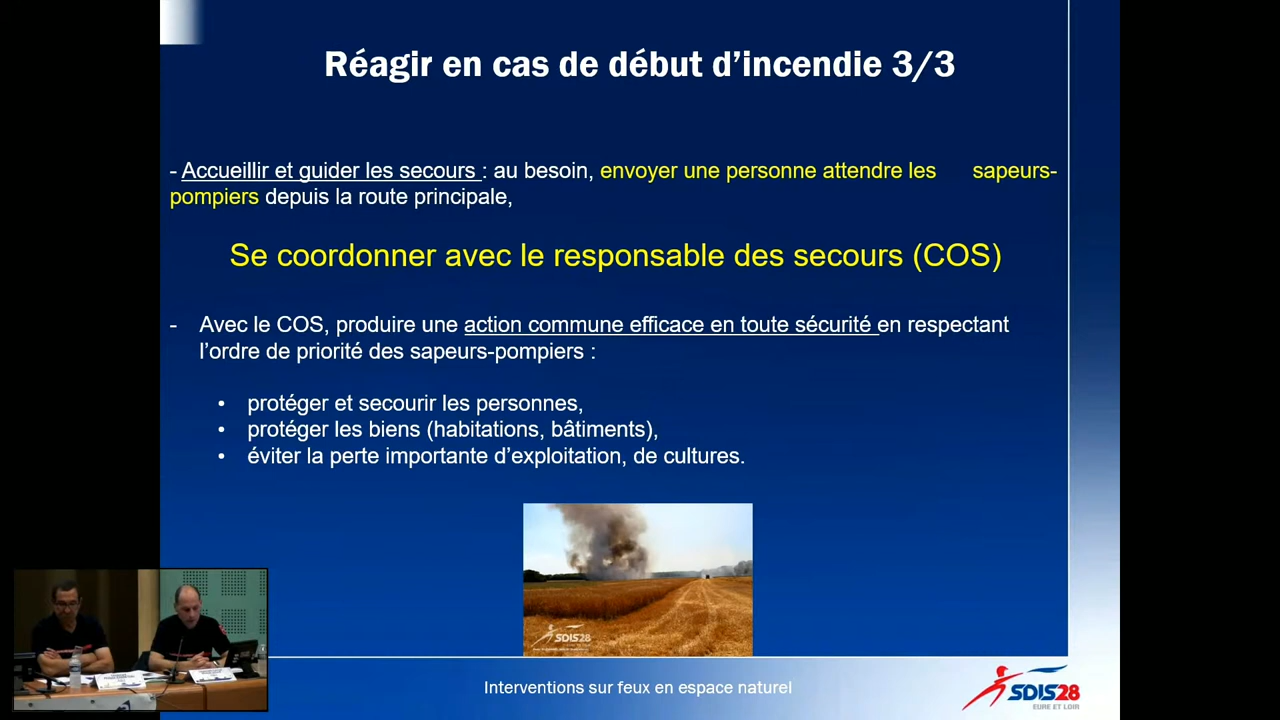 Réagir en cas de début d’incendie 3/3
- Accueillir et guider les secours : au besoin, envoyer une personne attendre les sapeurs-
pompiers depuis la route principale,
Se coordonner avec le responsable des secours (COS)
- Avec le COS, produire une action commune efficace en toute sécurité en respectant
l’ordre de priorité des sapeurs-pompiers :
• protéger et secourir les personnes,
• protéger les biens (habitations, bâtiments),
• éviter la perte importante d’exploitation, de cultures.
SDIS28
Interventions sur feux en espace naturel
SDIS28
EURE ET LOIR